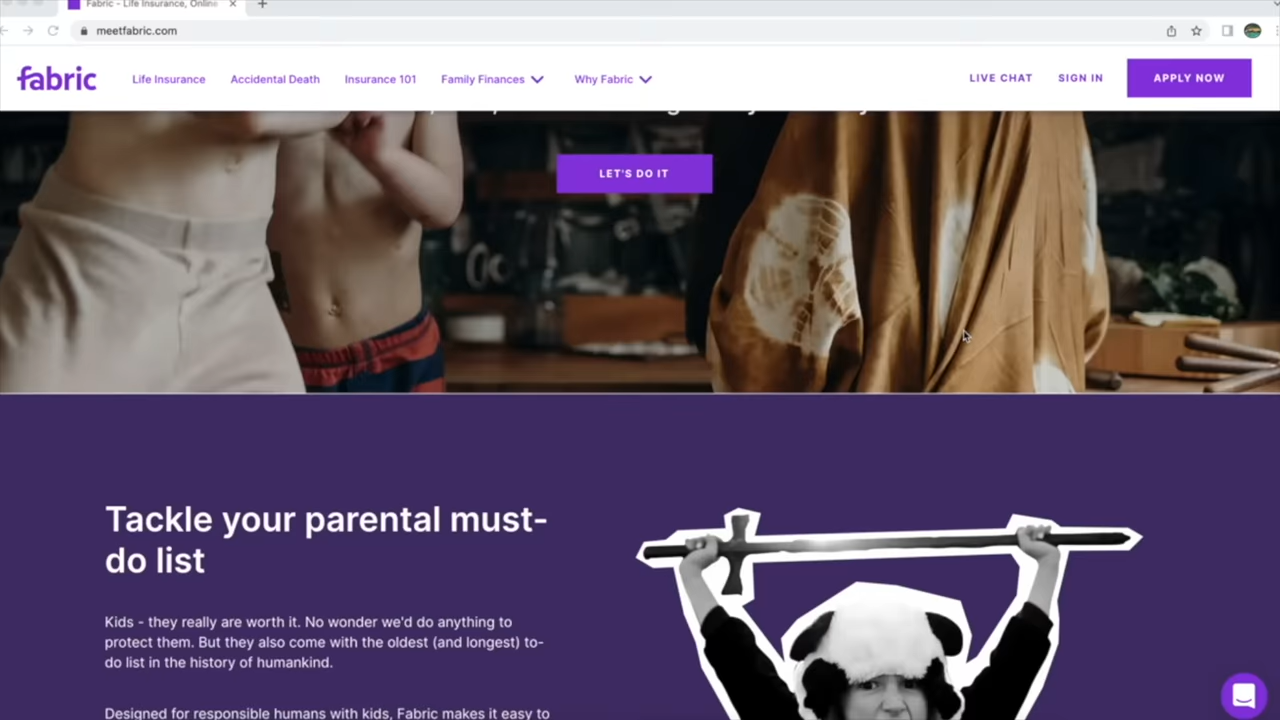 Fabric - Life Insurance, Online
meetfabric.com
fabric
Life Insurance
Accidental Death
Insurance 101
Family Finances
Why Fabric
LIVE CHAT
SIGN IN
APPLY NOW
LET'S DO IT
Tackle your parental must-
do list
Kids - they really are worth it. No wonder we'd do anything to
protect them. But they also come with the oldest (and longest) to-
do list in the history of humankind.
Designed for responsible humans with kids, Fabric makes it easy to